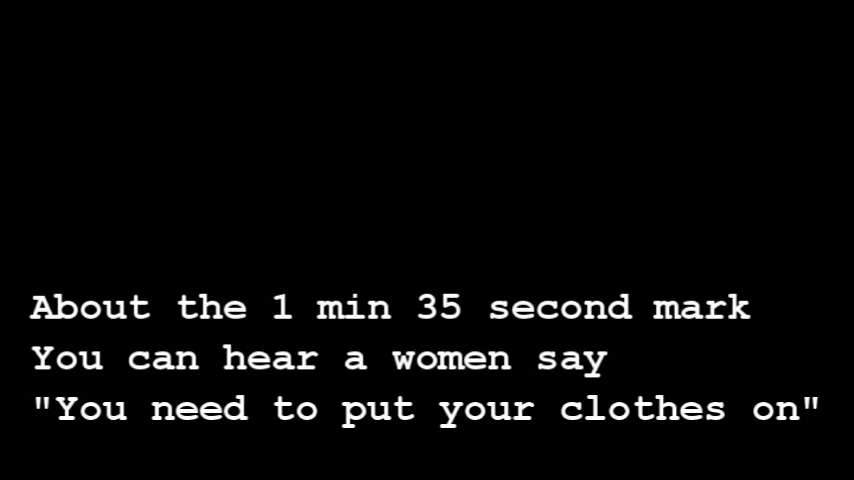 About the 1 min 35 second mark
You can hear a women say
"You need to put your clothes on"